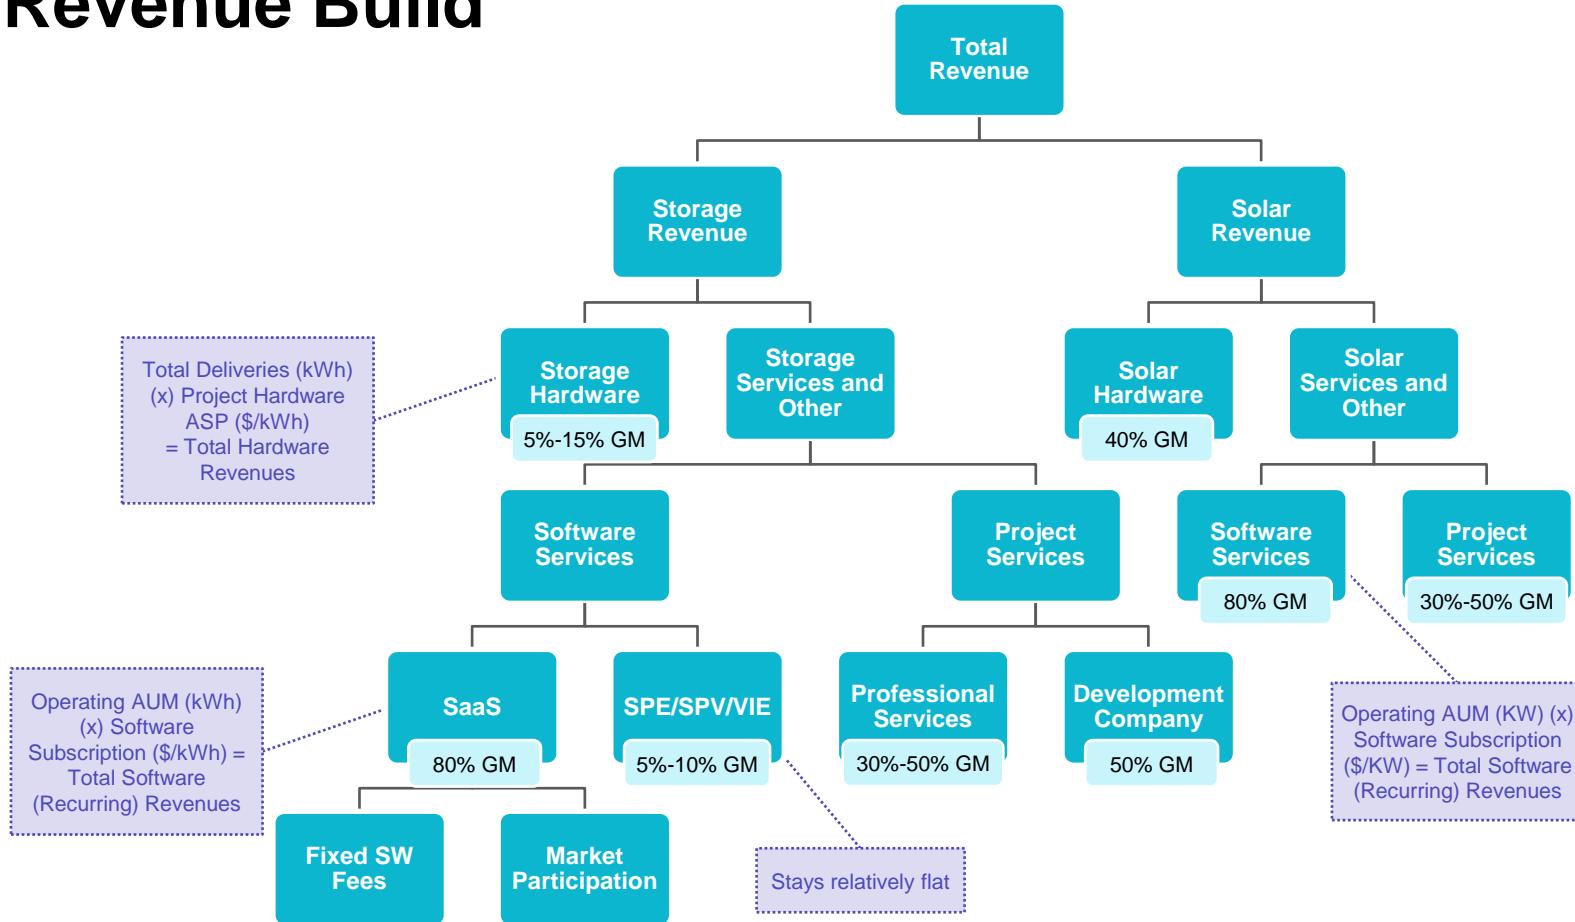 Revenue Build
Total
Revenue
Storage
Revenue
Solar
Revenue
Total Deliveries (kWh)
(x) Project Hardware
ASP ($/kWh)
= Total Hardware
Revenues
Storage
Hardware
5%-15% GM
Storage
Services and
Other
Solar
Hardware
40% GM
Solar
Services and
Other
Software
Services
Project
Services
Software
Services
80% GM
Project
Services
30%-50% GM
Operating AUM (kWh)
(x) Software
Subscription ($/kWh) =
Total Software
(Recurring) Revenues
SaaS
80% GM
SPE/SPV/VIE
5%-10% GM
Professional
Services
30%-50% GM
Development
Company
50% GM
Operating AUM (KW) (x)
Software Subscription
($/KW) = Total Software
(Recurring) Revenues
Fixed SW
Fees
Market
Participation
Stays relatively flat